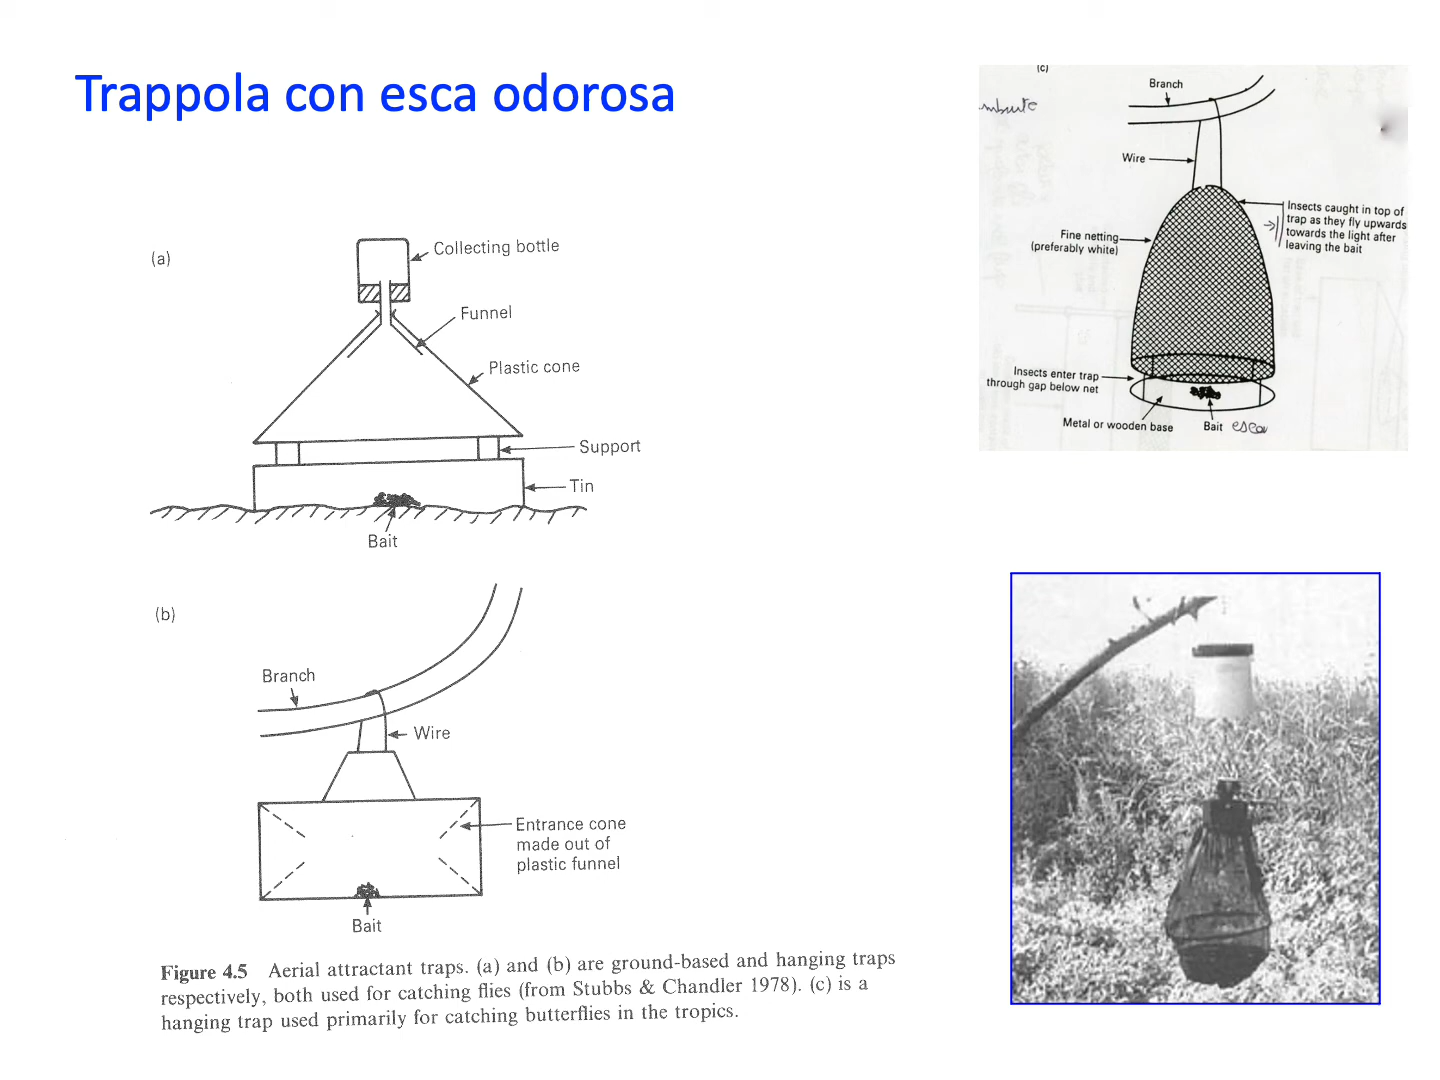 Trappola con esca odorosa
(a)
Collecting bottle
Funnel
Plastic cone
Support
Tin
Bait
(b)
Branch
Wire
Entrance cone
made out of
plastic funnel
Bait
Figure 4.5 Aerial attractant traps. (a) and (b) are ground-based and hanging traps
respectively, both used for catching flies (from Stubbs & Chandler 1978). (c) is a
hanging trap used primarily for catching butterflies in the tropics.
(c)
Branch
Wire
Insects caught in top of
trap as they fly upwards
towards the light after
leaving the bait
Fine netting
(preferably white)
Insects enter trap
through gap below net
Metal or wooden base
Bait esca